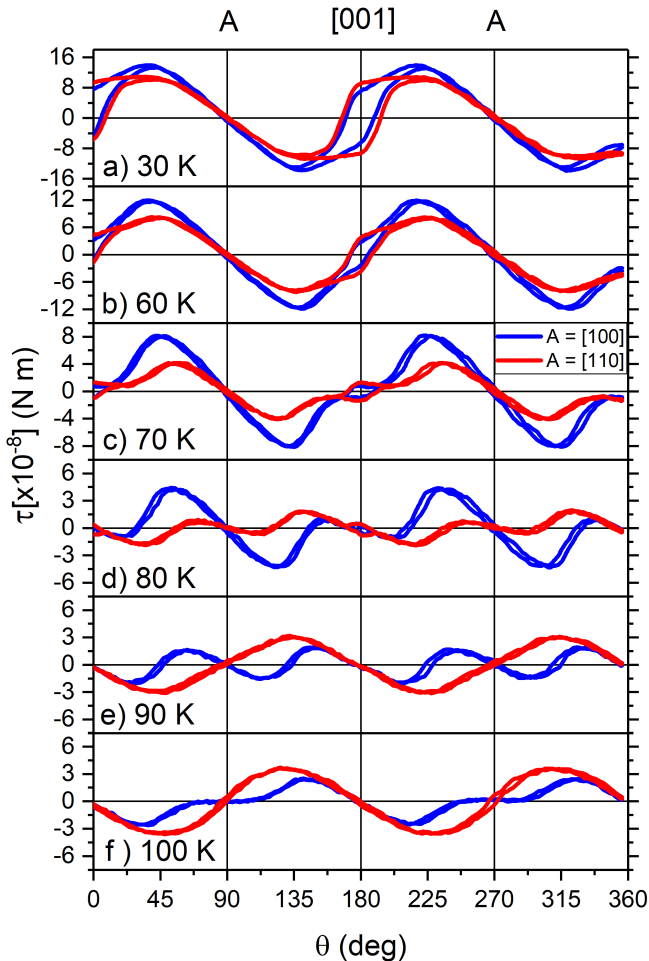 A [001] A
16
8
0
-8
-16
a) 30 K
12
6
0
-6
-12
b) 60 K
8
4
0
-4
-8
A = [100]
A = [110]
c) 70 K
τ[x10⁻⁸] (N m)
6
3
0
-3
-6
d) 80 K
6
3
0
-3
-6
e) 90 K
6
3
0
-3
-6
f ) 100 K
0 45 90 135 180 225 270 315 360
θ (deg)